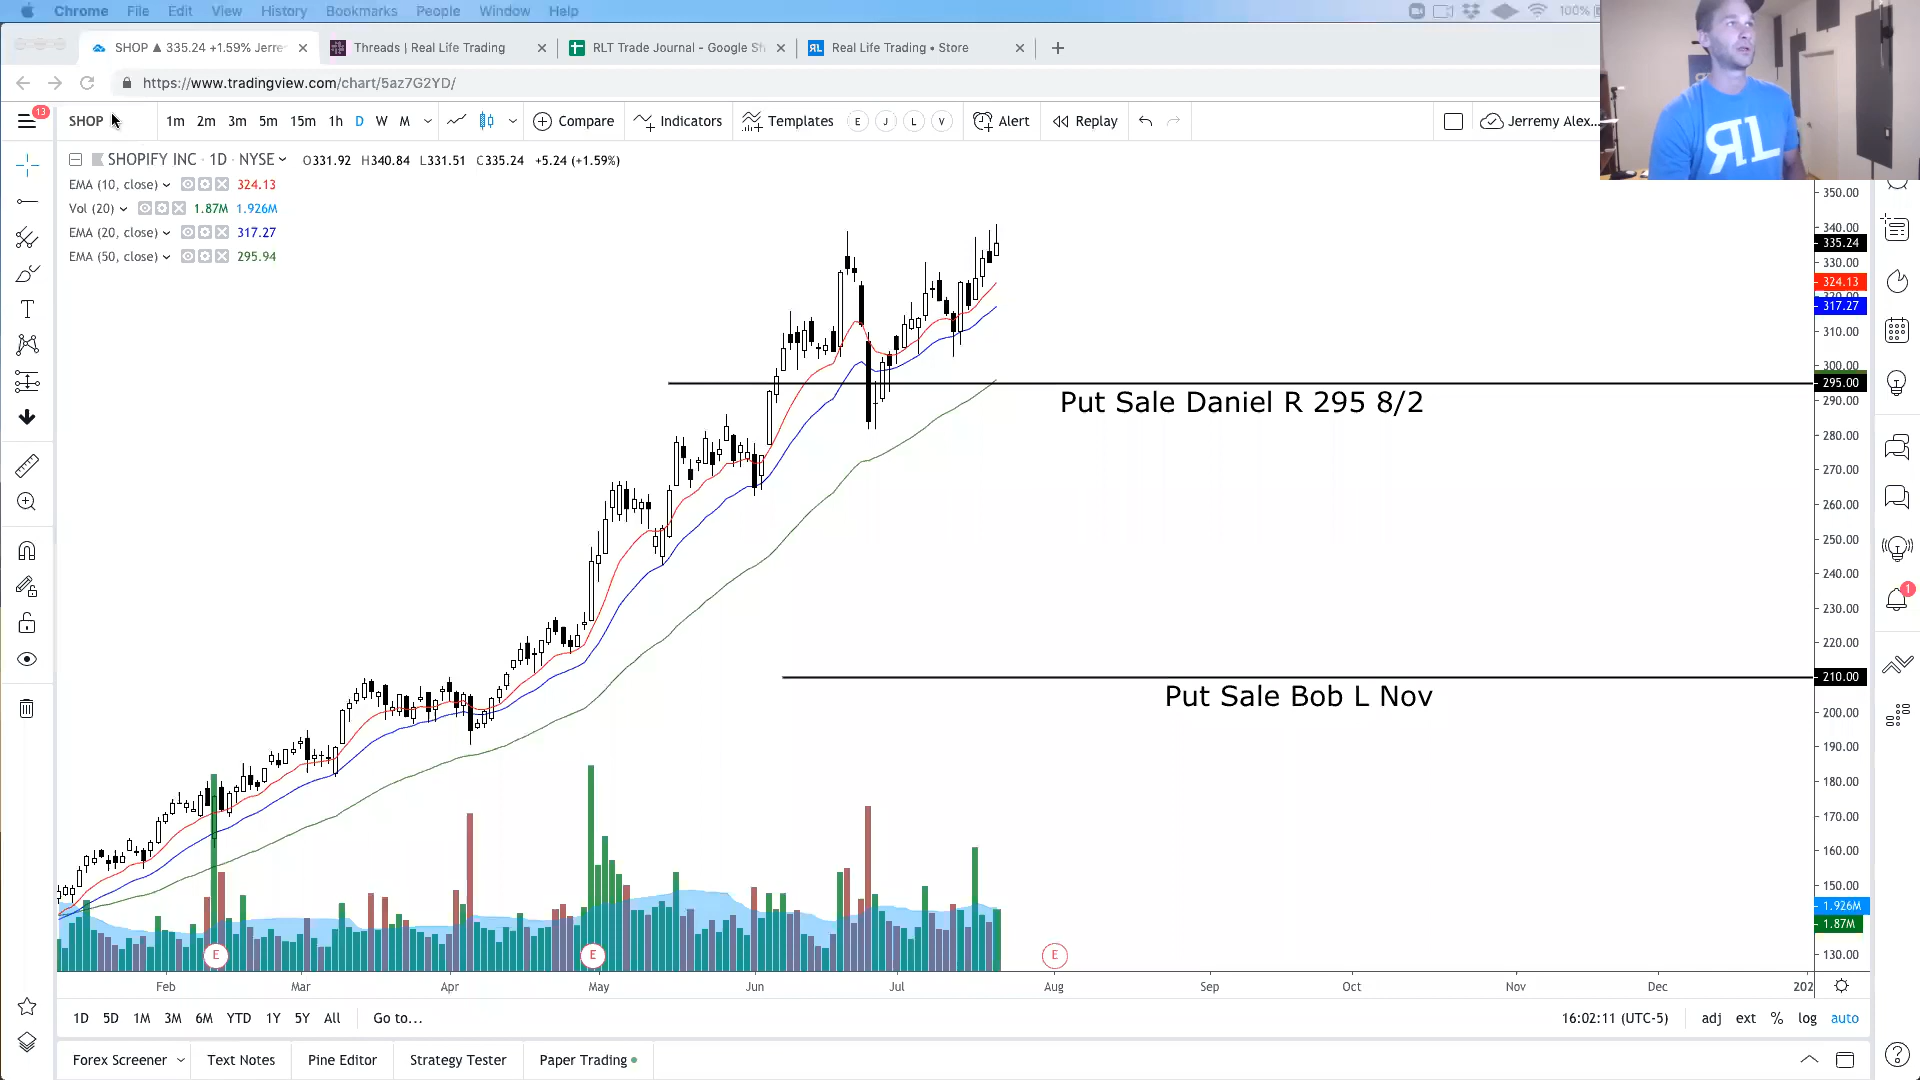 Chrome File Edit View History Bookmarks People Window Help 100%
SHOP ▲ 335.24 +1.59% Jerre Threads | Real Life Trading RLT Trade Journal - Google Sh RL Real Life Trading • Store
https://www.tradingview.com/chart/5az7G2YD/
13
SHOP 1m 2m 3m 5m 15m 1h D W M Compare Indicators Templates E J L V Alert Replay Jerremy Alex...
SHOPIFY INC · 1D · NYSE O331.92 H340.84 L331.51 C335.24 +5.24 (+1.59%)
EMA (10, close) 324.13
Vol (20) 1.87M 1.926M
EMA (20, close) 317.27
EMA (50, close) 295.94
RL
350.00
340.00
335.24
330.00
324.13
317.27
310.00
300.00
295.00
290.00
280.00
270.00
260.00
250.00
240.00
230.00
220.00
210.00
200.00
190.00
180.00
170.00
160.00
150.00
1.926M
1.87M
130.00
Put Sale Daniel R 295 8/2
Put Sale Bob L Nov
1
E E E
Feb Mar Apr May Jun Jul Aug Sep Oct Nov Dec 202
1D 5D 1M 3M 6M YTD 1Y 5Y All Go to... 16:02:11 (UTC-5) adj ext % log auto
Forex Screener Text Notes Pine Editor Strategy Tester Paper Trading